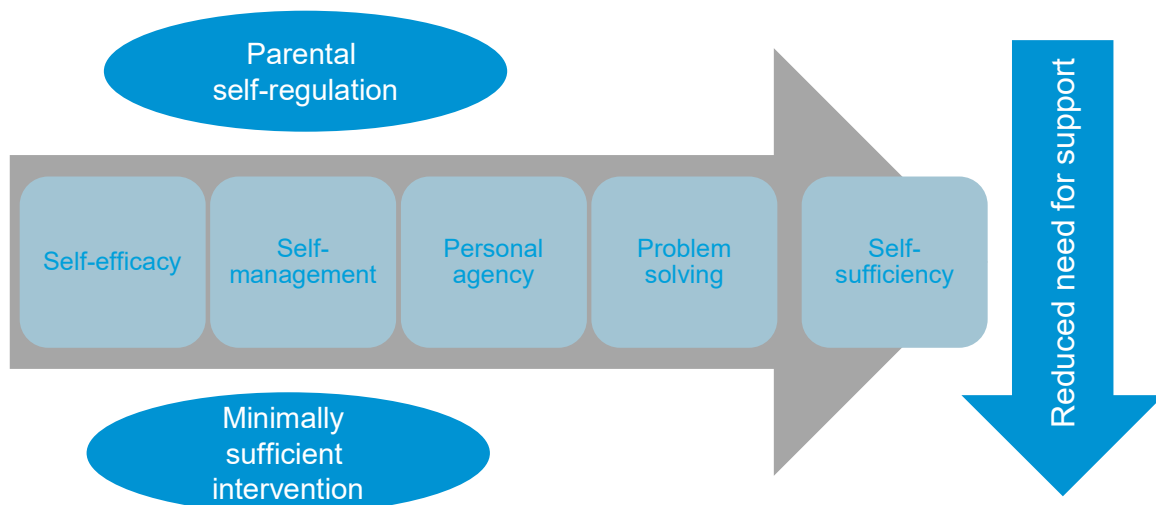 Parental
self-regulation
Self-efficacy
Self-
management
Personal
agency
Problem
solving
Self-
sufficiency
Reduced need for support
Minimally
sufficient
intervention